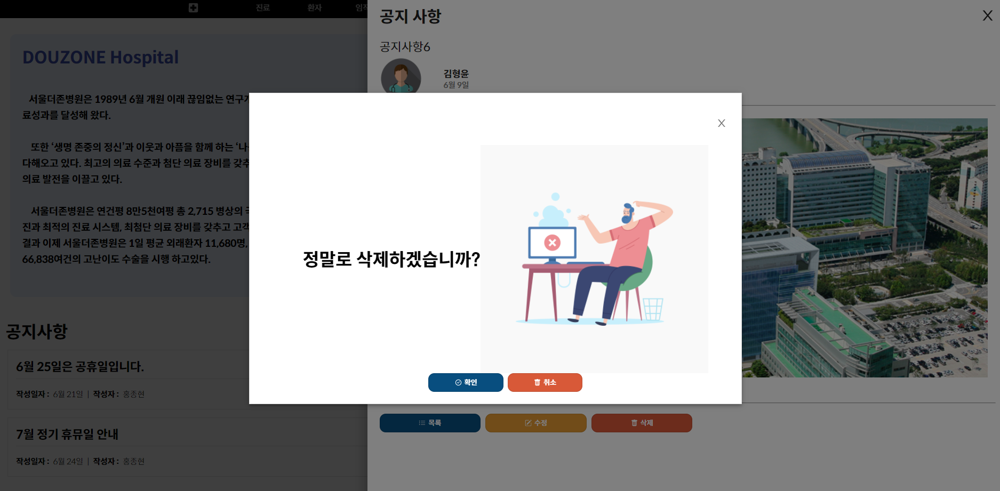 진료
환자
임직
공지 사항
공지사항6
김형윤
6월 9일
DOUZONE Hospital
서울더존병원은 1989년 6월 개원 이래 끊임없는 연구
료성과를 달성해 왔다.
또한 ‘생명 존중의 정신’과 이웃과 아픔을 함께 하는 ‘나
다해오고 있다. 최고의 의료 수준과 첨단 의료 장비를 갖추
의료 발전을 이끌고 있다.
서울더존병원은 연건평 8만5천여평 총 2,715 병상의
진과 최적의 진료 시스템, 최첨단 의료 장비를 갖추고 고객
결과 이제 서울더존병원은 1일 평균 외래환자 11,680명,
66,838여건의 고난이도 수술을 시행 하고있다.
정말로 삭제하겠습니까?
확인
취소
공지사항
6월 25일은 공휴일입니다.
작성일자 : 6월 21일 | 작성자 : 홍종현
7월 정기 휴뮤일 안내
작성일자 : 6월 24일 | 작성자 : 홍종현
목록
수정
삭제